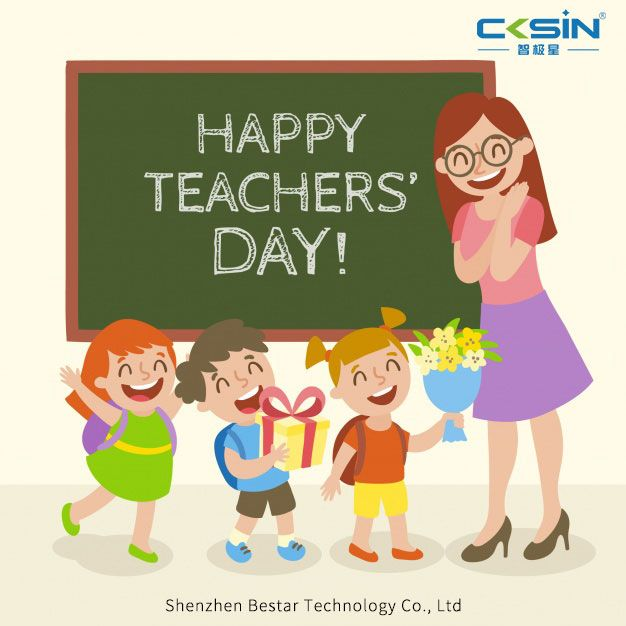 CKSIN®
智极星
HAPPY
TEACHERS'
DAY!
Shenzhen Bestar Technology Co., Ltd